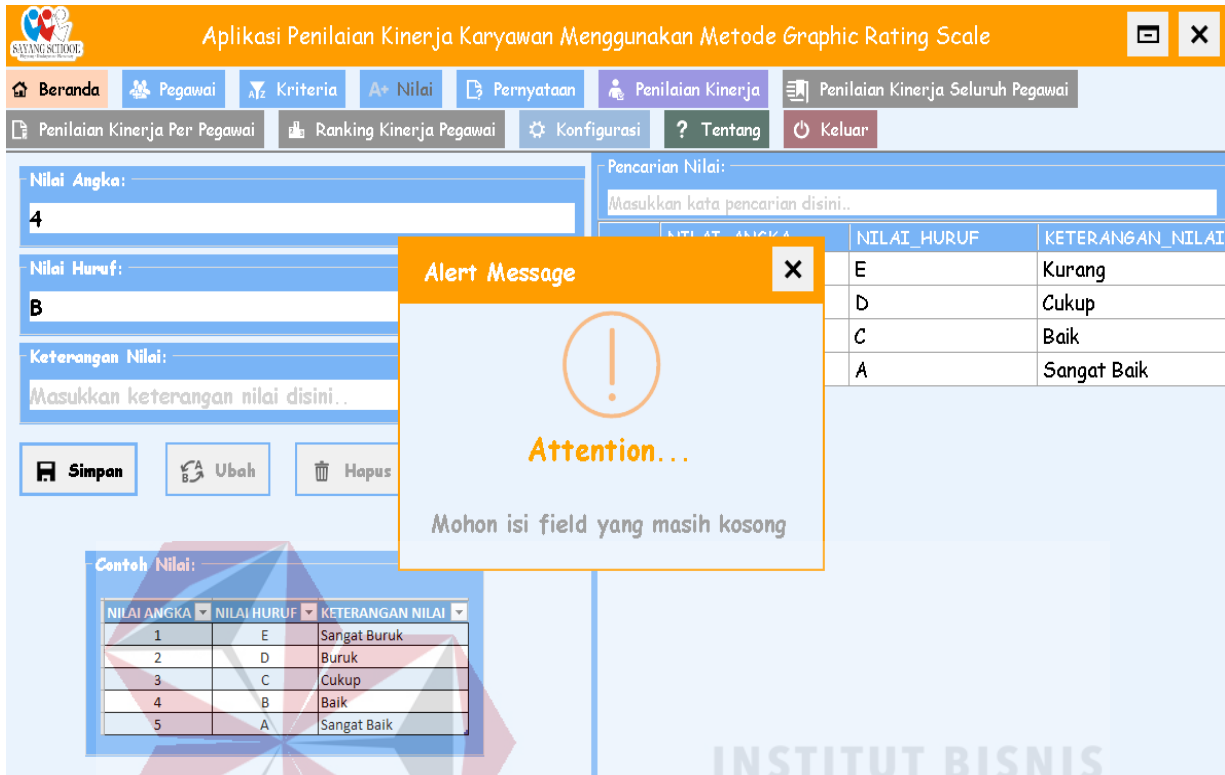 SAYANG SCHOOL
Aplikasi Penilaian Kinerja Karyawan Menggunakan Metode Graphic Rating Scale
Beranda Pegawai Kriteria A+ Nilai Pernyataan Penilaian Kinerja Penilaian Kinerja Seluruh Pegawai
Penilaian Kinerja Per Pegawai Ranking Kinerja Pegawai Konfigurasi ? Tentang Keluar
Nilai Angka:
4
Nilai Huruf:
B
Keterangan Nilai:
Masukkan keterangan nilai disini..
Simpan Ubah Hapus
Contoh Nilai:
NILAI ANGKA NILAI HURUF KETERANGAN NILAI
1 E Sangat Buruk
2 D Buruk
3 C Cukup
4 B Baik
5 A Sangat Baik
Pencarian Nilai:
Masukkan kata pencarian disini..
NILAI_ANGKA NILAI_HURUF KETERANGAN_NILAI
E Kurang
D Cukup
C Baik
A Sangat Baik
Alert Message
Attention...
Mohon isi field yang masih kosong
INSTITUT BISNIS